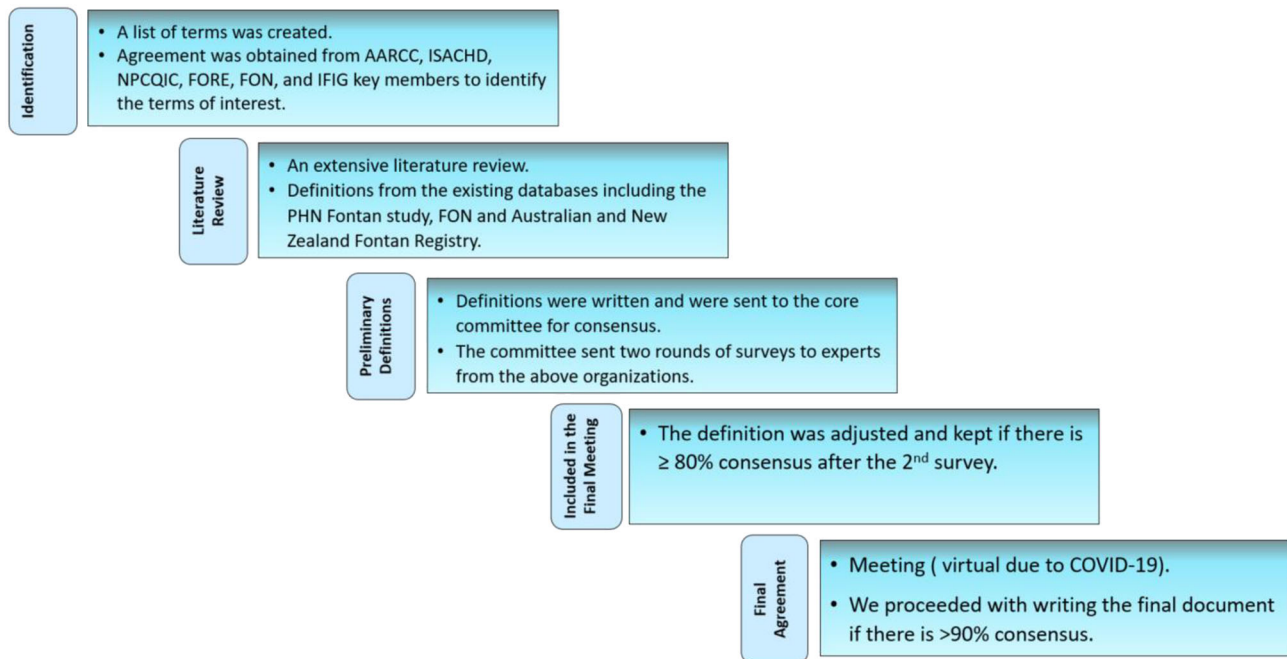 Identification
• A list of terms was created.
• Agreement was obtained from AARCC, ISACHD,
NPCQIC, FORE, FON, and IFIG key members to identify
the terms of interest.
Literature
Review
• An extensive literature review.
• Definitions from the existing databases including the
PHN Fontan study, FON and Australian and New
Zealand Fontan Registry.
Preliminary
Definitions
• Definitions were written and were sent to the core
committee for consensus.
• The committee sent two rounds of surveys to experts
from the above organizations.
Included in the
Final Meeting
• The definition was adjusted and kept if there is
≥ 80% consensus after the 2nd survey.
Final
Agreement
• Meeting ( virtual due to COVID-19).
• We proceeded with writing the final document
if there is >90% consensus.